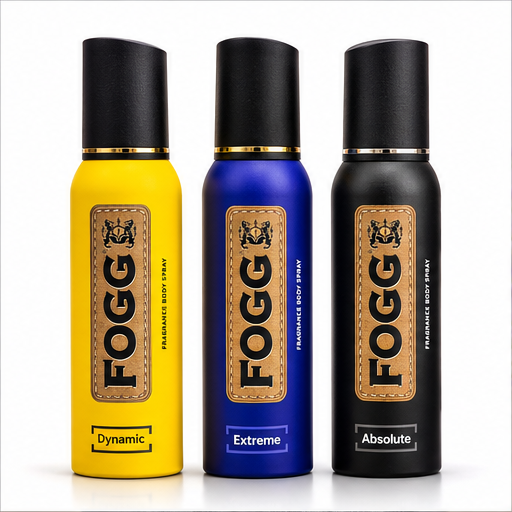 FOGG
FRAGRANCE BODY SPRAY
Dynamic
FOGG
FRAGRANCE BODY SPRAY
Extreme
FOGG
FRAGRANCE BODY SPRAY
Absolute